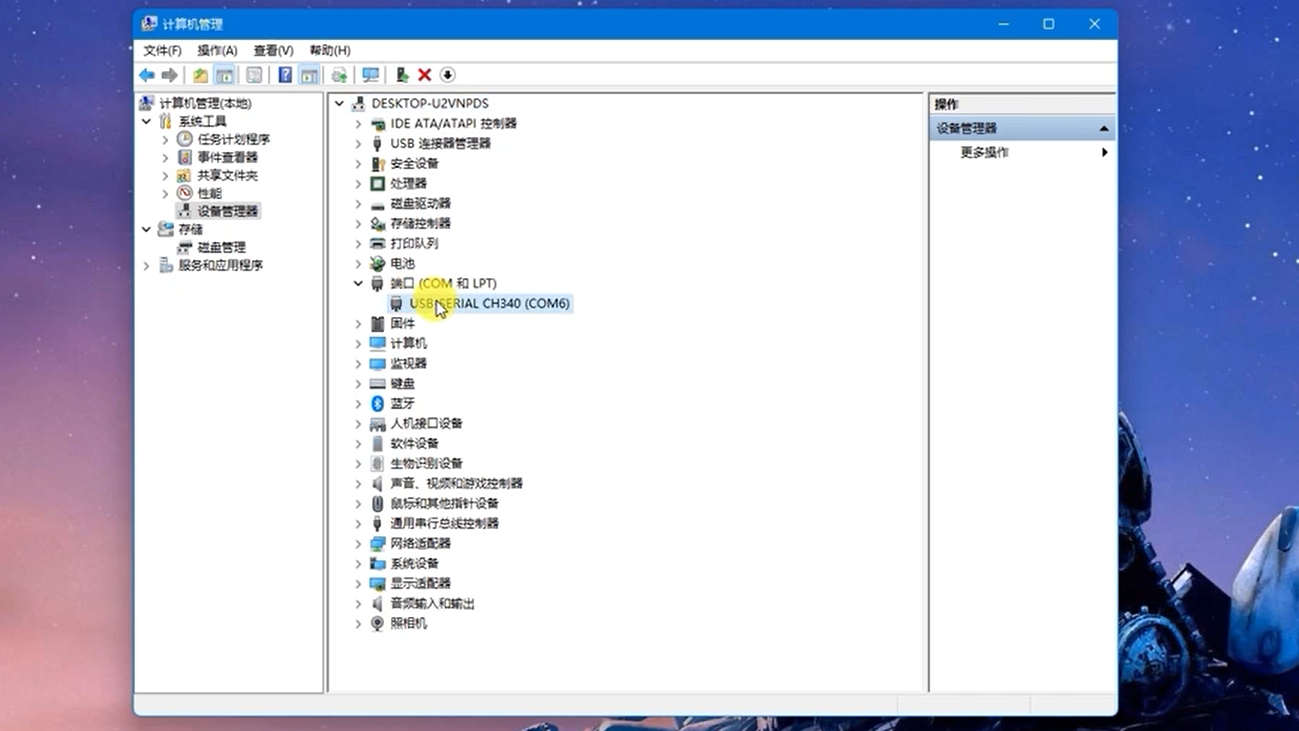 计算机管理
文件(F) 操作(A) 查看(V) 帮助(H)
计算机管理(本地)
系统工具
任务计划程序
事件查看器
共享文件夹
性能
设备管理器
存储
磁盘管理
服务和应用程序
DESKTOP-U2VNPDS
IDE ATA/ATAPI 控制器
USB 连接器管理器
安全设备
处理器
磁盘驱动器
存储控制器
打印队列
电池
端口 (COM 和 LPT)
USB-SERIAL CH340 (COM6)
固件
计算机
监视器
键盘
蓝牙
人机接口设备
软件设备
生物识别设备
声音、视频和游戏控制器
鼠标和其他指针设备
通用串行总线控制器
网络适配器
系统设备
显示适配器
音频输入和输出
照相机
操作
设备管理器
更多操作